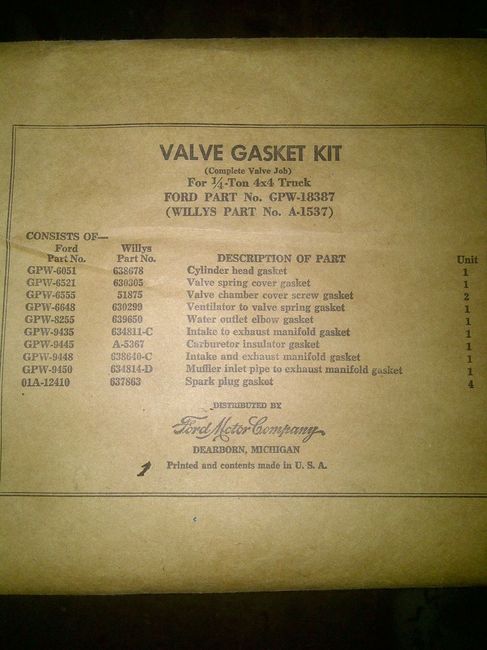 VALVE GASKET KIT
(Complete Valve Job)
For 1/4-Ton 4x4 Truck
FORD PART No. GPW-18387
(WILLYS PART No. A-1537)
CONSISTS OF—
Ford Part No. Willys Part No. DESCRIPTION OF PART Unit
GPW-6051 638678 Cylinder head gasket 1
GPW-6521 630305 Valve spring cover gasket 1
GPW-6555 51875 Valve chamber cover screw gasket 2
GPW-6648 630299 Ventilator to valve spring gasket 1
GPW-8255 639650 Water outlet elbow gasket 1
GPW-9435 634811-C Intake to exhaust manifold gasket 1
GPW-9445 A-5367 Carburetor insulator gasket 1
GPW-9448 638640-C Intake and exhaust manifold gasket 1
GPW-9450 634814-D Muffler inlet pipe to exhaust manifold gasket 1
01A-12410 637863 Spark plug gasket 4
DISTRIBUTED BY
Ford Motor Company
DEARBORN, MICHIGAN
Printed and contents made in U. S. A.